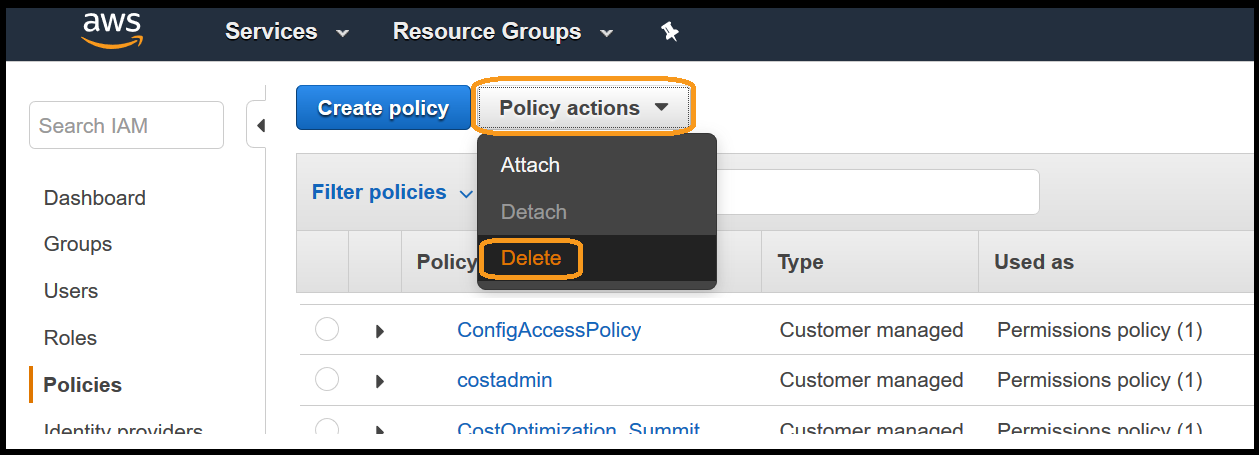 aws Services Resource Groups
Create policy Policy actions
Search IAM
Attach
Filter policies
Detach
Delete
Policy Type Used as
Dashboard
Groups
Users
Roles
Policies
Identity providers
ConfigAccessPolicy Customer managed Permissions policy (1)
costadmin Customer managed Permissions policy (1)
CostOptimization_Summit Customer managed Permissions policy (1)